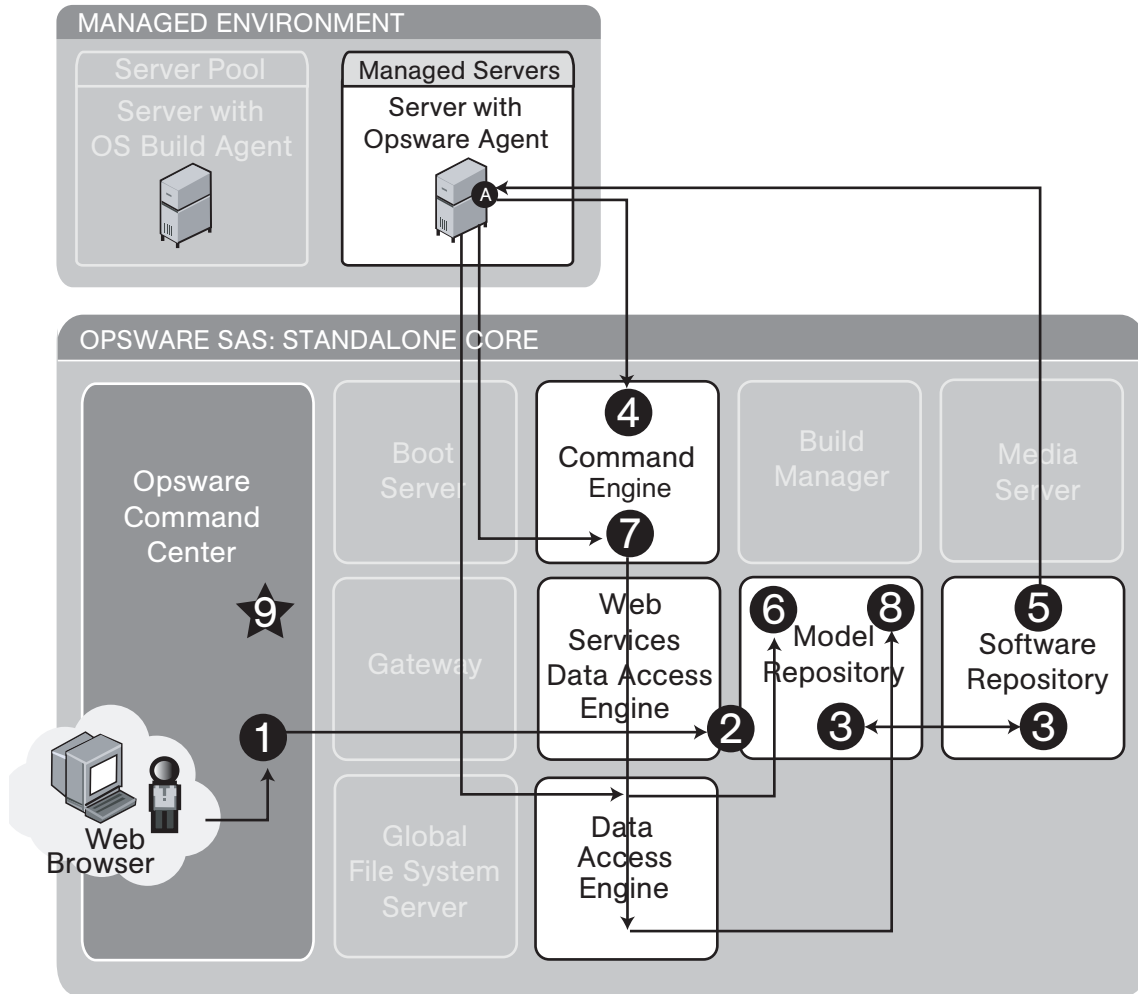 MANAGED ENVIRONMENT
Server Pool
Server with
OS Build Agent
Managed Servers
Server with
Opsware Agent
A
OPSWARE SAS: STANDALONE CORE
Opsware
Command
Center
9
1
Web
Browser
Boot
Server
4
Command
Engine
7
Build
Manager
Media
Server
Gateway
Web
Services
Data Access
Engine
2
6
8
Model
Repository
3
5
Software
Repository
3
Global
File System
Server
Data
Access
Engine